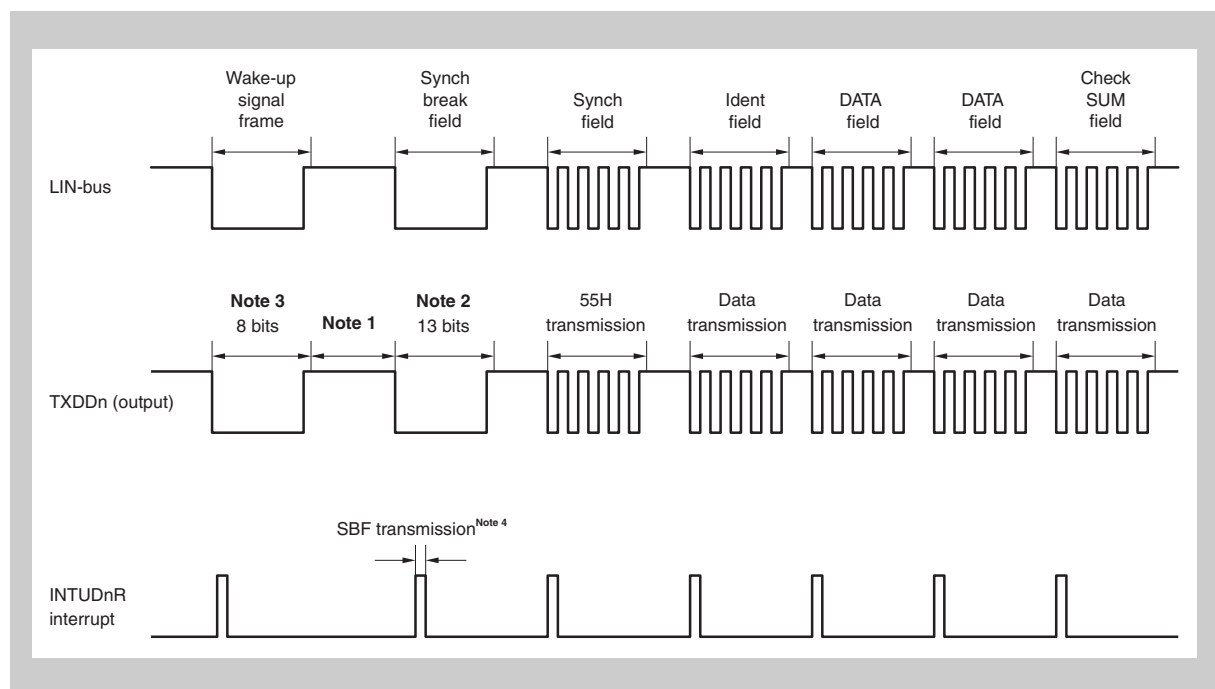 Wake-up
signal
frame
Synch
break
field
Synch
field
Ident
field
DATA
field
DATA
field
Check
SUM
field
LIN-bus
Note 3
8 bits
Note 1
Note 2
13 bits
55H
transmission
Data
transmission
Data
transmission
Data
transmission
Data
transmission
TXDDn (output)
SBF transmission Note 4
INTUDnR
interrupt